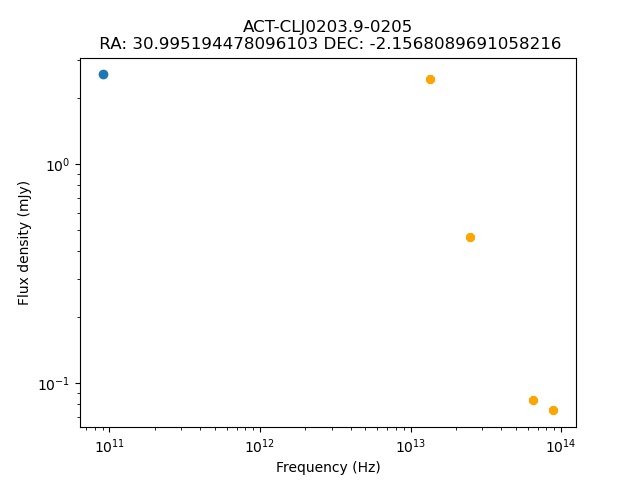 ACT-CLJ0203.9-0205
RA: 30.995194478096103 DEC: -2.1568089691058216
Flux density (mJy)
10⁰
10⁻¹
10¹¹
10¹²
10¹³
10¹⁴
Frequency (Hz)